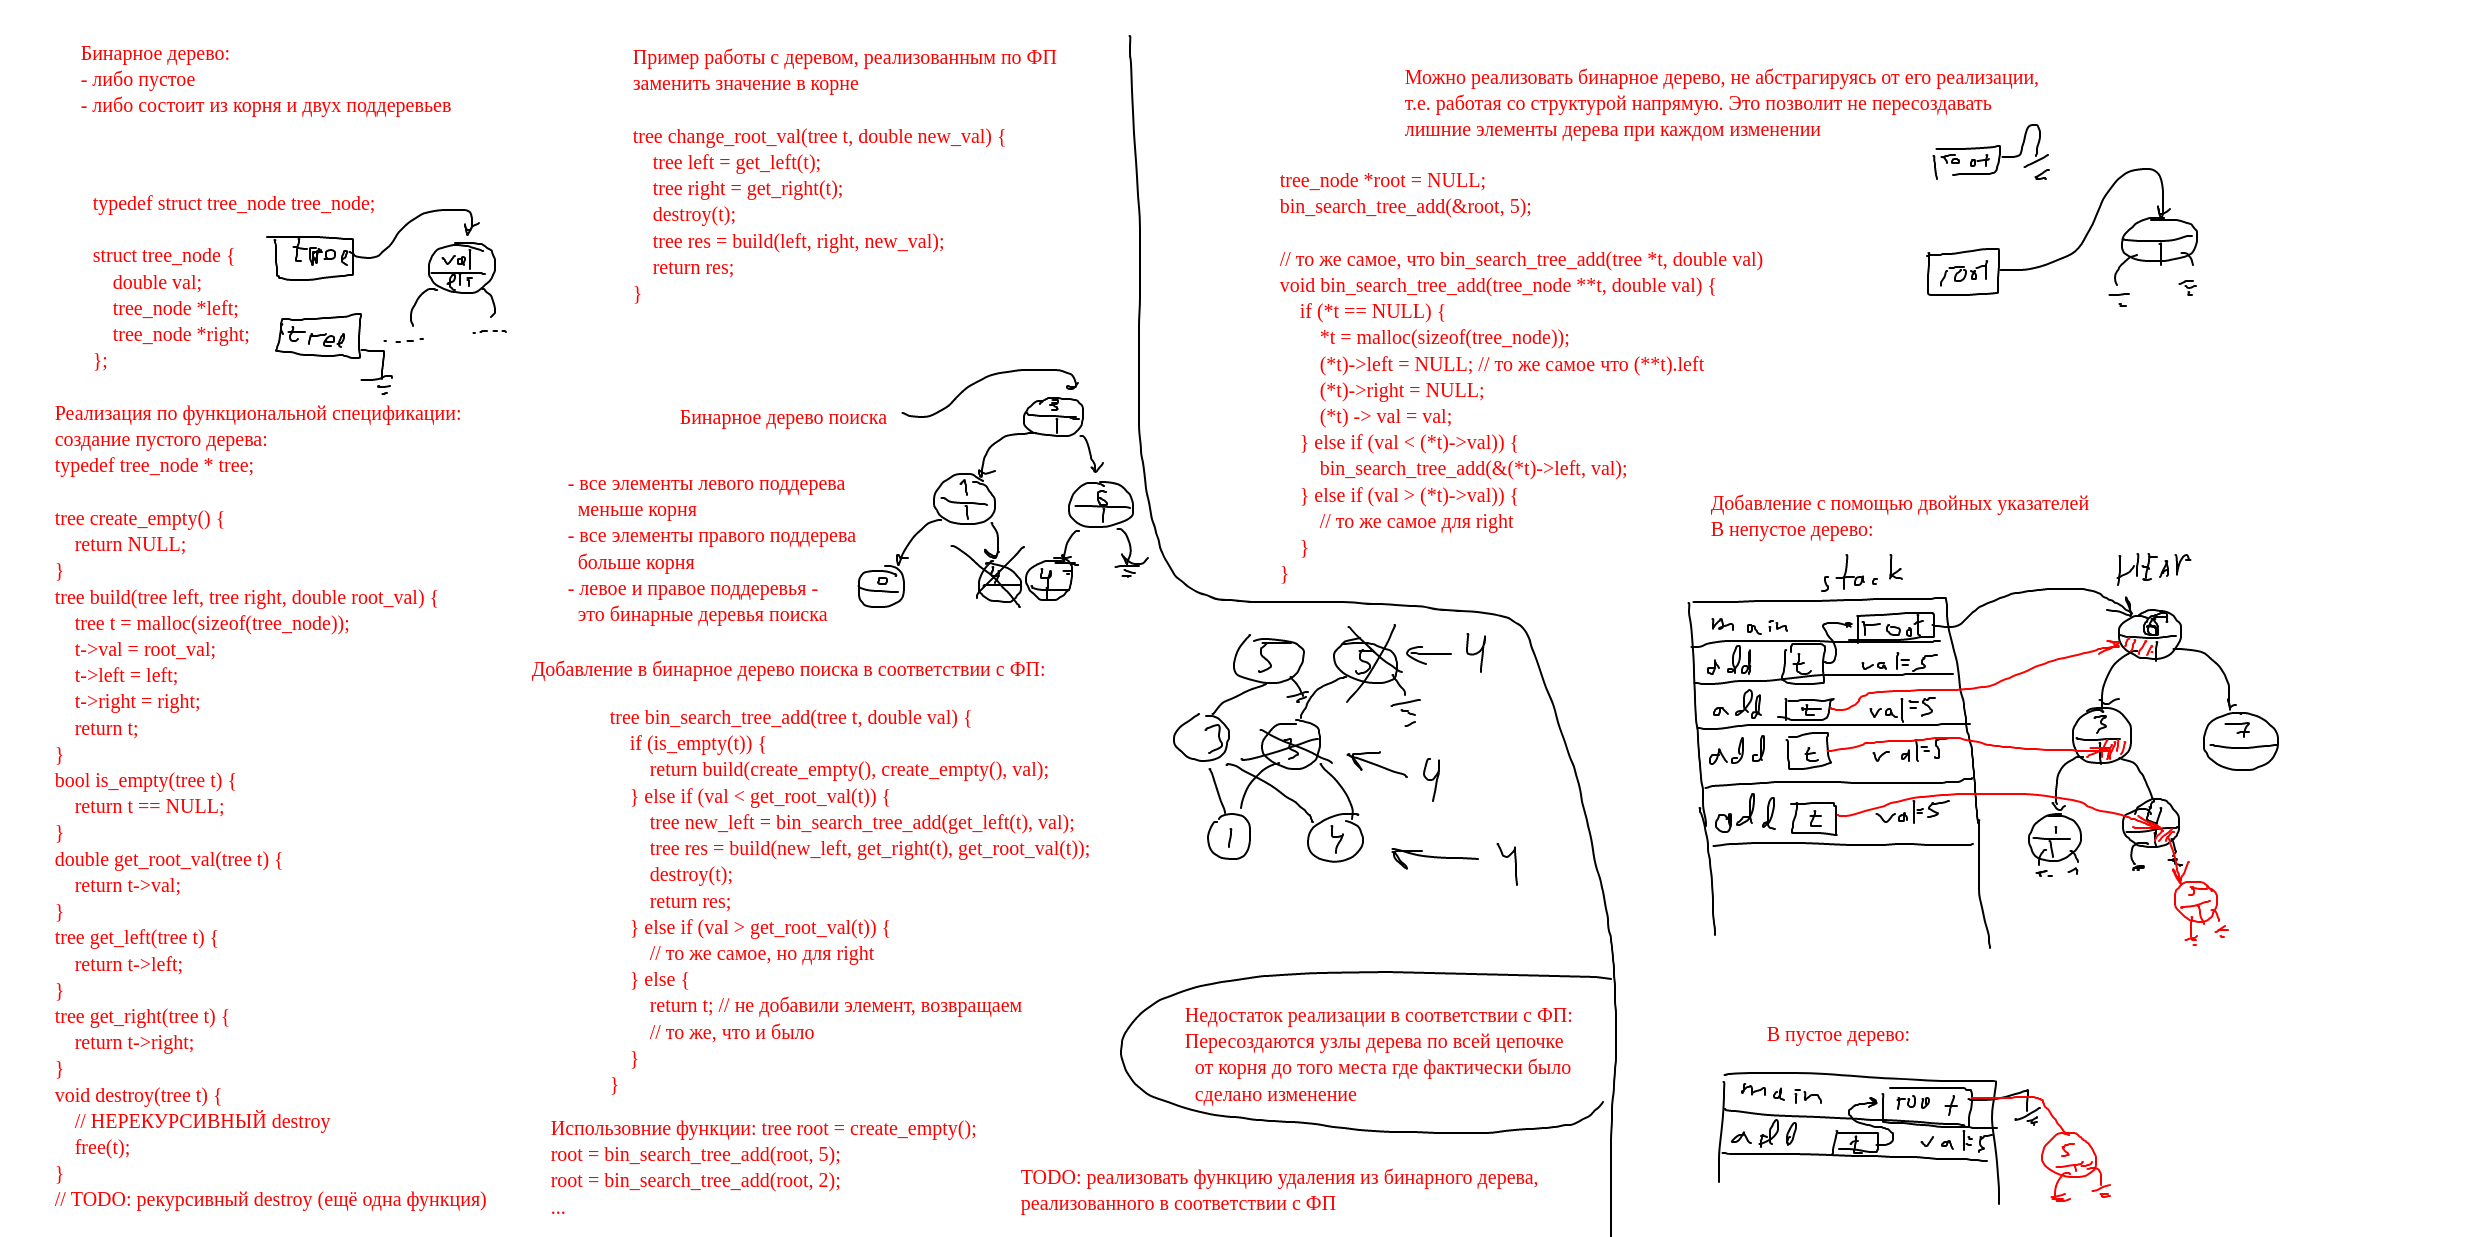 Бинарное дерево:
- либо пустое
- либо состоит из корня и двух поддеревьев
typedef struct tree_node tree_node;
struct tree_node {
double val;
tree_node *left;
tree_node *right;
};
tree
val
l r
tree
Реализация по функциональной спецификации:
создание пустого дерева:
typedef tree_node * tree;
tree create_empty() {
return NULL;
}
tree build(tree left, tree right, double root_val) {
tree t = malloc(sizeof(tree_node));
t->val = root_val;
t->left = left;
t->right = right;
return t;
}
bool is_empty(tree t) {
return t == NULL;
}
double get_root_val(tree t) {
return t->val;
}
tree get_left(tree t) {
return t->left;
}
tree get_right(tree t) {
return t->right;
}
void destroy(tree t) {
// НЕРЕКУРСИВНЫЙ destroy
free(t);
}
// TODO: рекурсивный destroy (ещё одна функция)
Пример работы с деревом, реализованным по ФП
заменить значение в корне
tree change_root_val(tree t, double new_val) {
tree left = get_left(t);
tree right = get_right(t);
destroy(t);
tree res = build(left, right, new_val);
return res;
}
Бинарное дерево поиска
- все элементы левого поддерева
меньше корня
- все элементы правого поддерева
больше корня
- левое и правое поддеревья -
это бинарные деревья поиска
3
1
5
0
4
Добавление в бинарное дерево поиска в соответствии с ФП:
tree bin_search_tree_add(tree t, double val) {
if (is_empty(t)) {
return build(create_empty(), create_empty(), val);
} else if (val < get_root_val(t)) {
tree new_left = bin_search_tree_add(get_left(t), val);
tree res = build(new_left, get_right(t), get_root_val(t));
destroy(t);
return res;
} else if (val > get_root_val(t)) {
// то же самое, но для right
} else {
return t; // не добавили элемент, возвращаем
// то же, что и было
}
}
Использовние функции: tree root = create_empty();
root = bin_search_tree_add(root, 5);
root = bin_search_tree_add(root, 2);
...
5 5 4
3 3 4
1 4 4
Недостаток реализации в соответствии с ФП:
Пересоздаются узлы дерева по всей цепочке
от корня до того места где фактически было
сделано изменение
TODO: реализовать функцию удаления из бинарного дерева,
реализованного в соответствии с ФП
Можно реализовать бинарное дерево, не абстрагируясь от его реализации,
т.е. работая со структурой напрямую. Это позволит не пересоздавать
лишние элементы дерева при каждом изменении
root
root
tree_node *root = NULL;
bin_search_tree_add(&root, 5);
// то же самое, что bin_search_tree_add(tree *t, double val)
void bin_search_tree_add(tree_node **t, double val) {
if (*t == NULL) {
*t = malloc(sizeof(tree_node));
(*t)->left = NULL; // то же самое что (**t).left
(*t)->right = NULL;
(*t) -> val = val;
} else if (val < (*t)->val)) {
bin_search_tree_add(&(*t)->left, val);
} else if (val > (*t)->val)) {
// то же самое для right
}
}
Добавление с помощью двойных указателей
В непустое дерево:
stack HEAP
main root
add t val=5
add t val=5
add t val=5
add t val=5
6
3
7
1
4
5
В пустое дерево:
main root
add t val=5
5